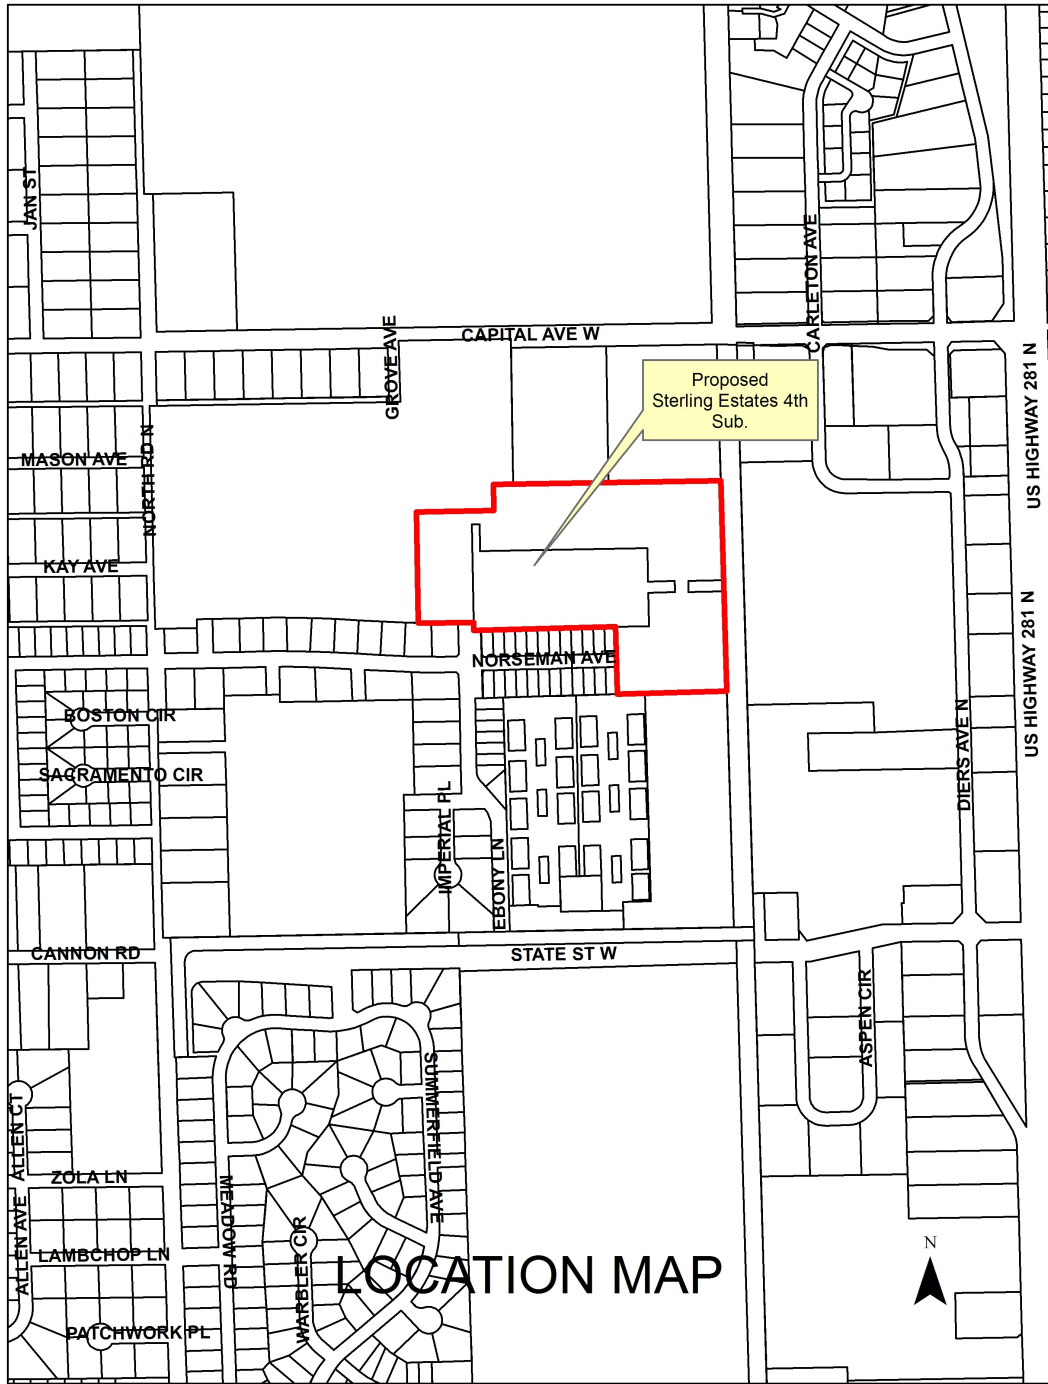 JAN ST
CARLETON AVE
CAPITAL AVE W
GROVE AVE
US HIGHWAY 281 N
Proposed
Sterling Estates 4th
Sub.
MASON AVE
NORTH RD N
KAY AVE
US HIGHWAY 281 N
NORSEMAN AVE
BOSTON CIR
SACRAMENTO CIR
DIERS AVE N
IMPERIAL PL
EBONY LN
CANNON RD
STATE ST W
ASPEN CIR
ALLEN CT
SUMMERFIELD AVE
ZOLA LN
MEADOW RD
ALLEN AVE
LAMBCHOP LN
WARBLER CIR
LOCATION MAP
N
PATCHWORK PL